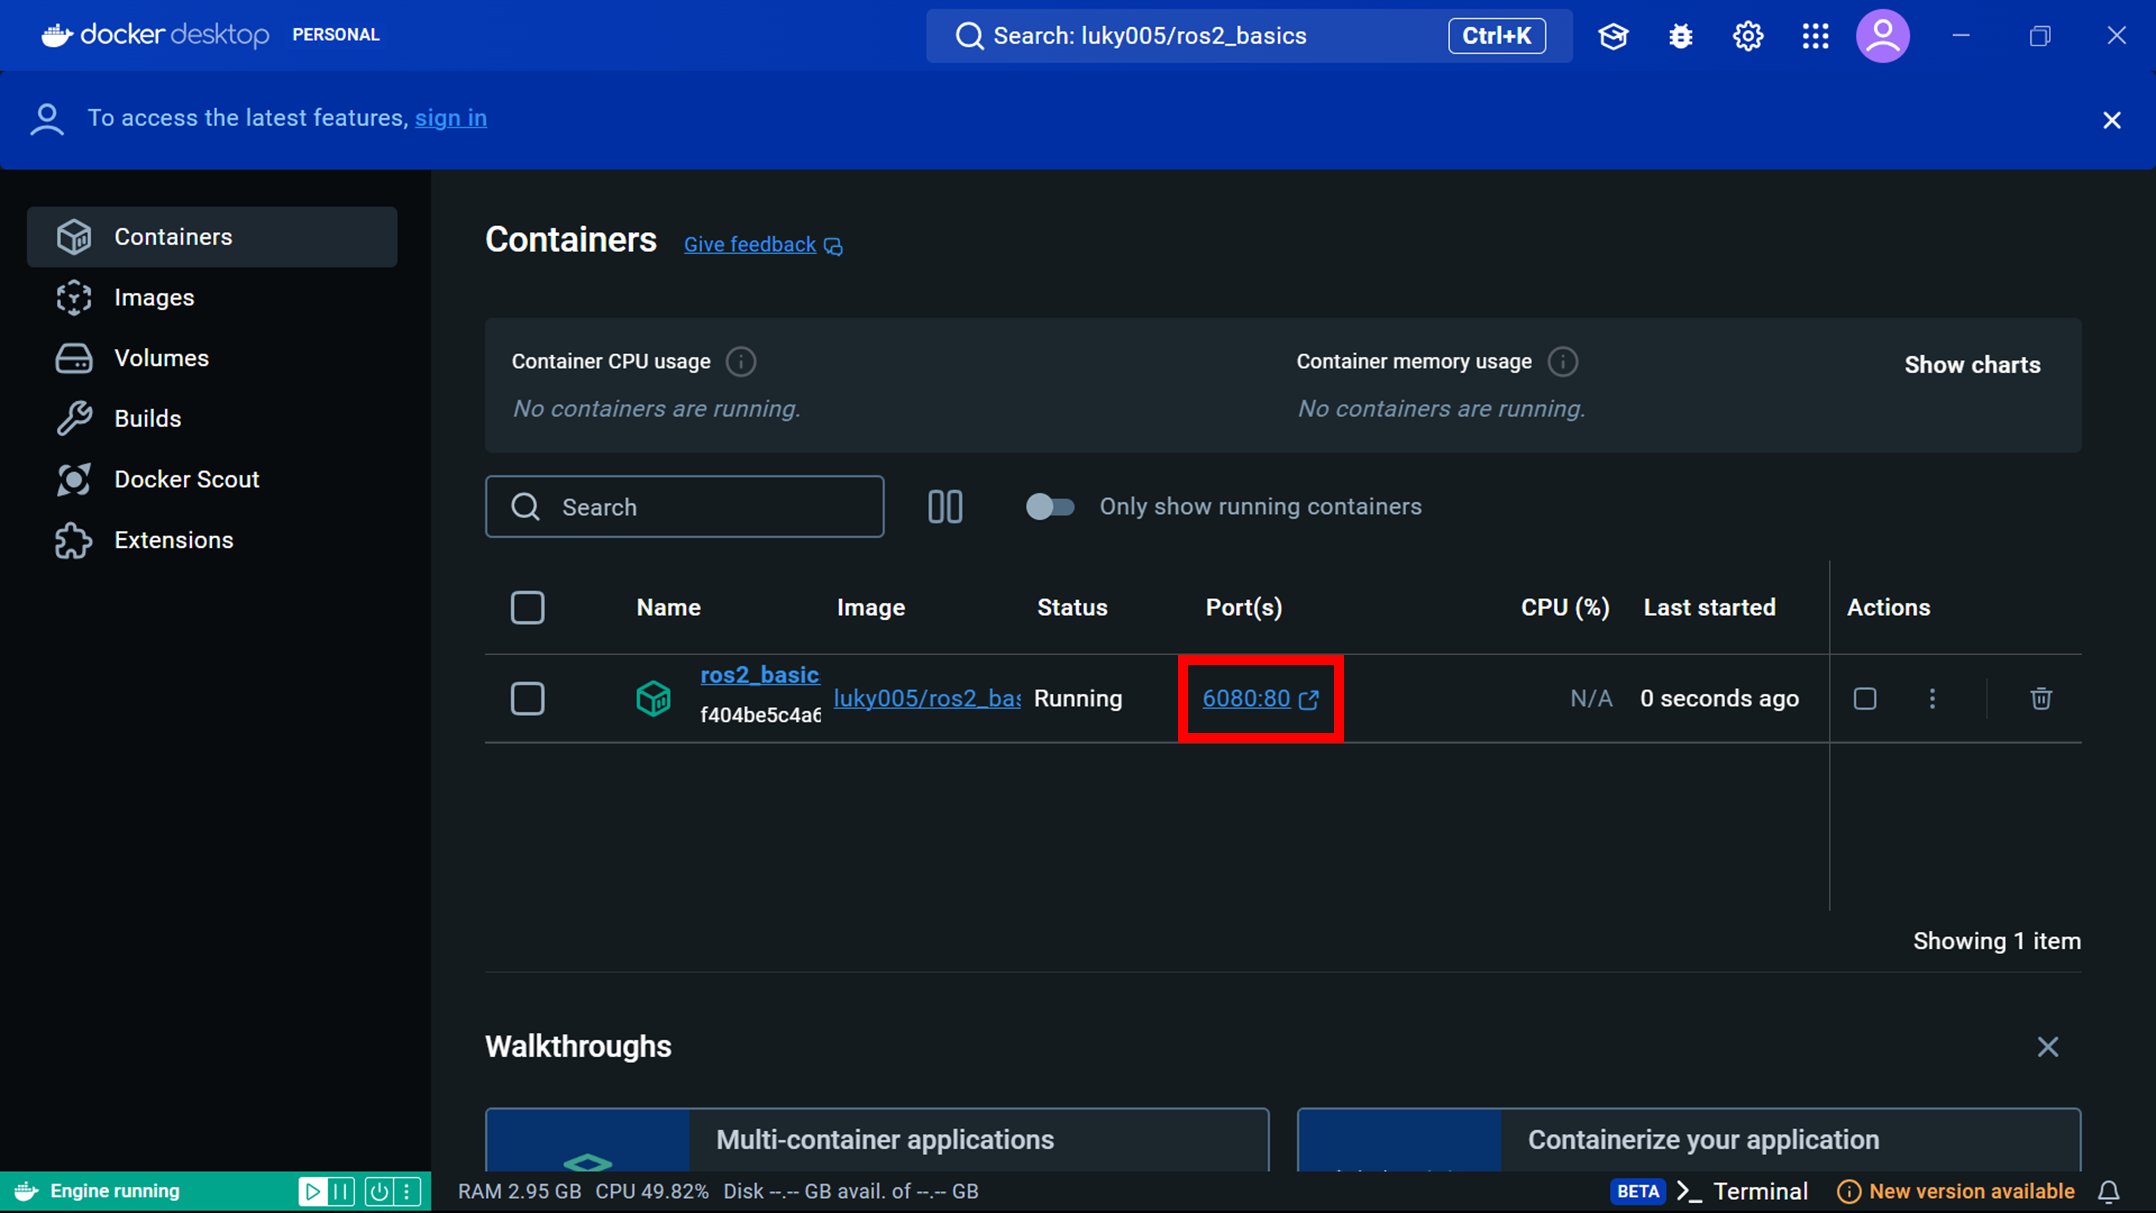 docker desktop PERSONAL
Search: luky005/ros2_basics Ctrl+K
To access the latest features, sign in
Containers
Images
Volumes
Builds
Docker Scout
Extensions
Containers Give feedback
Container CPU usage
No containers are running.
Container memory usage
No containers are running.
Show charts
Search
Only show running containers
Name Image Status Port(s) CPU (%) Last started Actions
ros2_basic
f404be5c4a6
luky005/ros2_bas Running 6080:80 N/A 0 seconds ago
Showing 1 item
Walkthroughs
Multi-container applications
Containerize your application
Engine running
RAM 2.95 GB CPU 49.82% Disk --.-- GB avail. of --.-- GB
BETA >_ Terminal
New version available